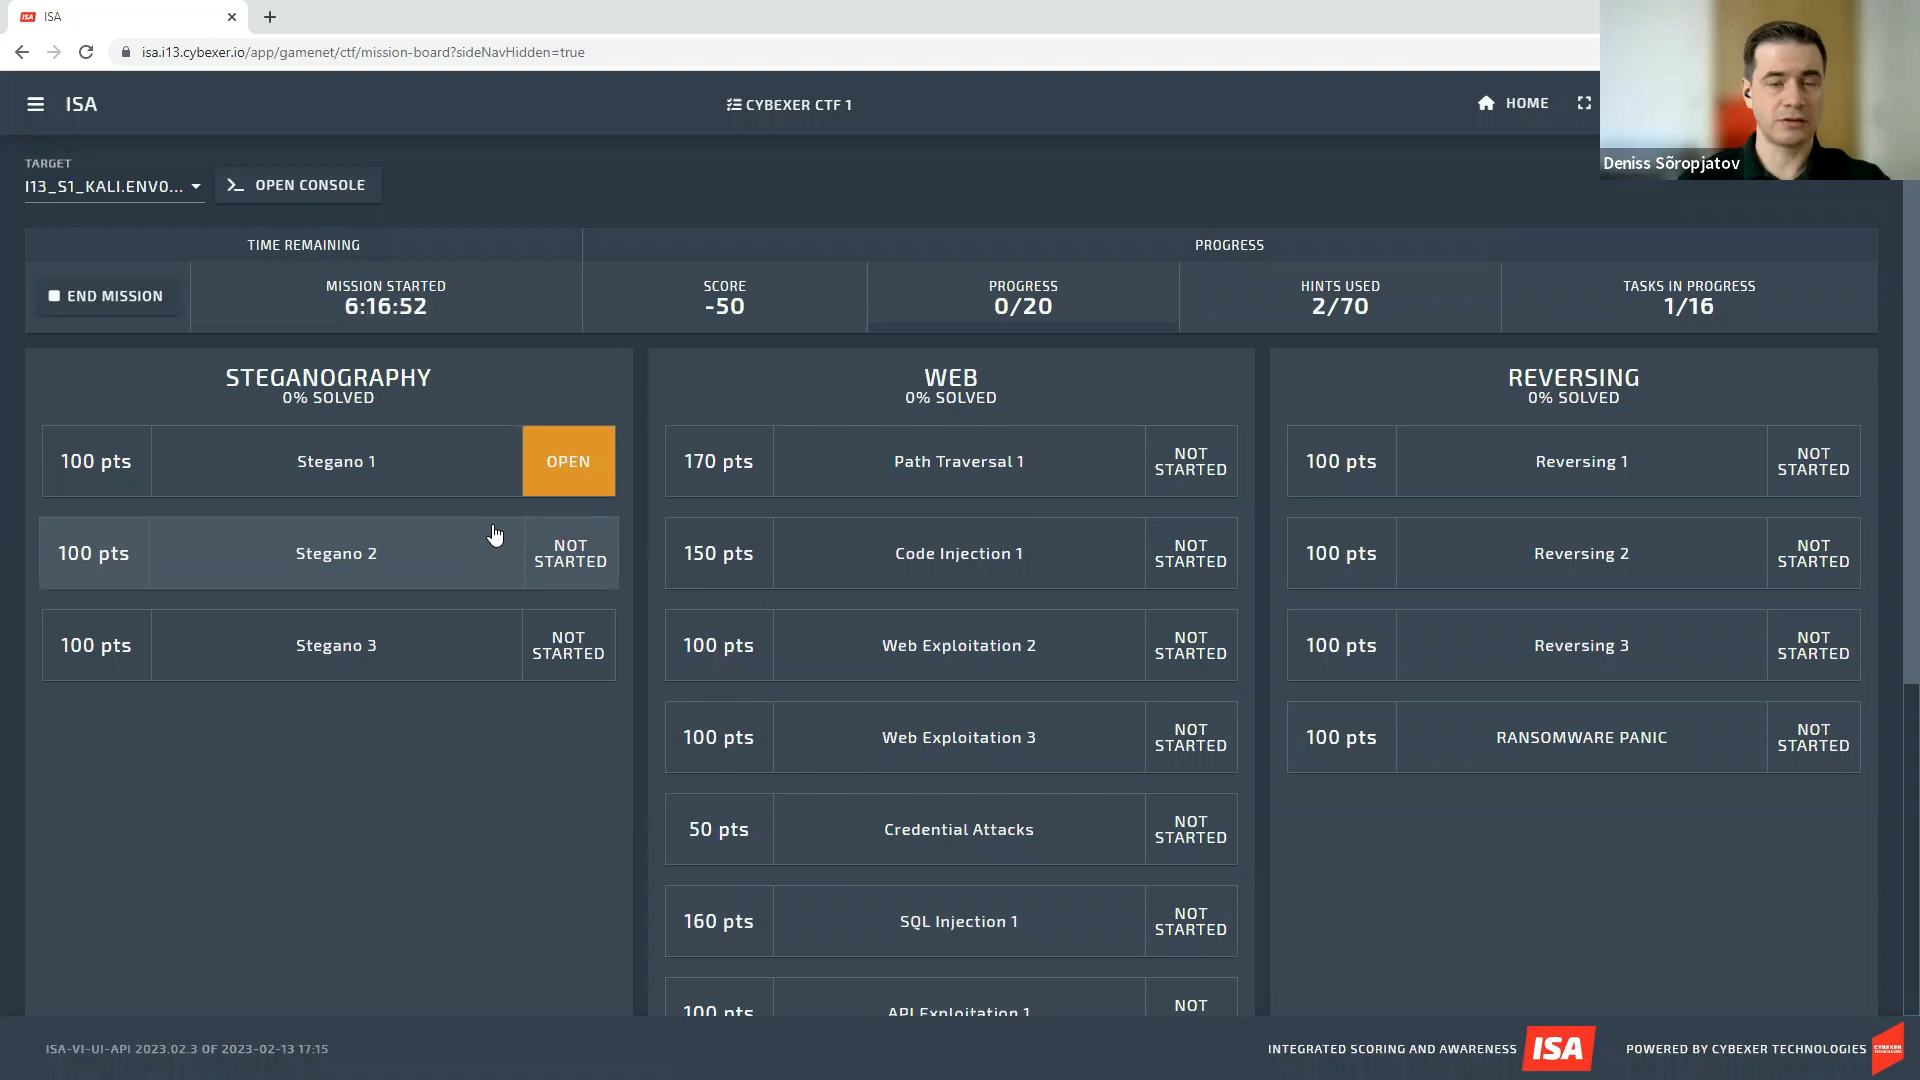 ISA
isa.i13.cybexer.io/app/gamenet/ctf/mission-board?sideNavHidden=true
ISA
CYBEXER CTF 1
HOME
Deniss Sõropjatov
TARGET
I13_S1_KALI.ENV0...
OPEN CONSOLE
TIME REMAINING
PROGRESS
END MISSION
MISSION STARTED
6:16:52
SCORE
-50
PROGRESS
0/20
HINTS USED
2/70
TASKS IN PROGRESS
1/16
STEGANOGRAPHY
0% SOLVED
100 pts
Stegano 1
OPEN
100 pts
Stegano 2
NOT
STARTED
100 pts
Stegano 3
NOT
STARTED
WEB
0% SOLVED
170 pts
Path Traversal 1
NOT
STARTED
150 pts
Code Injection 1
NOT
STARTED
100 pts
Web Exploitation 2
NOT
STARTED
100 pts
Web Exploitation 3
NOT
STARTED
50 pts
Credential Attacks
NOT
STARTED
160 pts
SQL Injection 1
NOT
STARTED
100 pts
API Exploitation 1
NOT
REVERSING
0% SOLVED
100 pts
Reversing 1
NOT
STARTED
100 pts
Reversing 2
NOT
STARTED
100 pts
Reversing 3
NOT
STARTED
100 pts
RANSOMWARE PANIC
NOT
STARTED
ISA-VI-UI-API 2023.02.3 OF 2023-02-13 17:15
INTEGRATED SCORING AND AWARENESS
ISA
POWERED BY CYBEXER TECHNOLOGIES